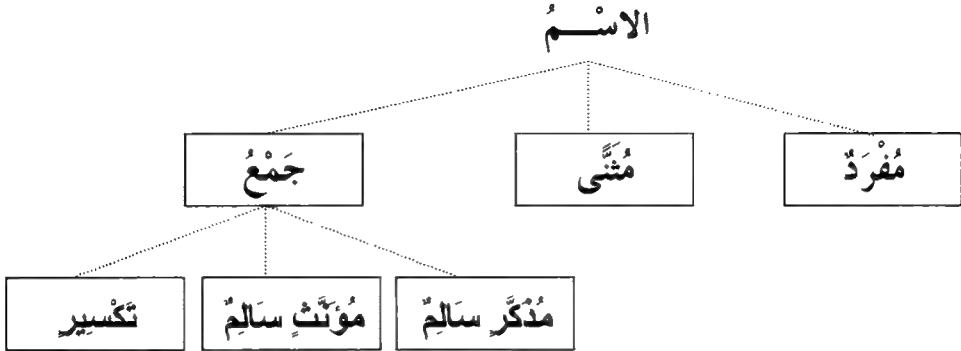 الاسْـــمُ
مُفْرَدٌ مُثَنًّى جَمْعُ
مُذَكَّرٍ سَالِمٌ مُؤَنَّثٍ سَالِمٌ تَكْسِيرٍ